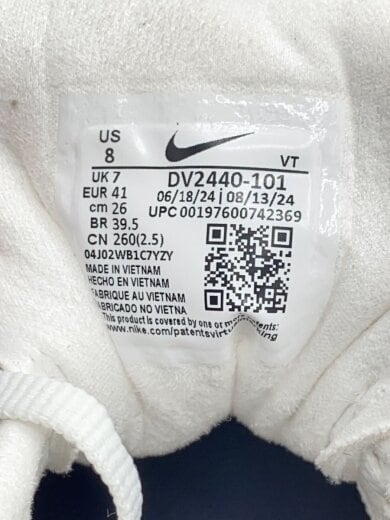 US
8
VT
UK 7
EUR 41
cm 26
BR 39.5
CN 260(2.5)
DV2440-101
06/18/24 | 08/13/24
UPC 00197600742369
04J02WB1C7YZY
MADE IN VIETNAM
HECHO EN VIETNAM
FABRIQUE AU VIETNAM
FABRICADO NO VIETNA
This product is covered by one or more patents:
www.nike.com/patentsvirtualmarking